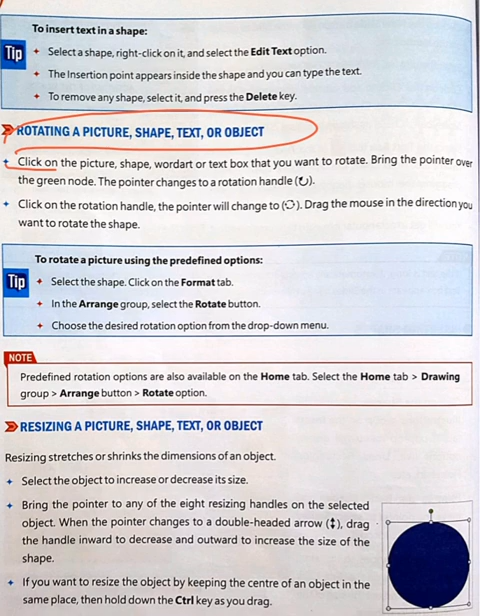 To insert text in a shape:
Tip
✦ Select a shape, right-click on it, and select the Edit Text option.
✦ The Insertion point appears inside the shape and you can type the text.
✦ To remove any shape, select it, and press the Delete key.
ROTATING A PICTURE, SHAPE, TEXT, OR OBJECT
✦ Click on the picture, shape, wordart or text box that you want to rotate. Bring the pointer over
the green node. The pointer changes to a rotation handle (↻).
✦ Click on the rotation handle, the pointer will change to (⟳). Drag the mouse in the direction you
want to rotate the shape.
To rotate a picture using the predefined options:
Tip
✦ Select the shape. Click on the Format tab.
✦ In the Arrange group, select the Rotate button.
✦ Choose the desired rotation option from the drop-down menu.
NOTE
Predefined rotation options are also available on the Home tab. Select the Home tab > Drawing
group > Arrange button > Rotate option.
RESIZING A PICTURE, SHAPE, TEXT, OR OBJECT
Resizing stretches or shrinks the dimensions of an object.
✦ Select the object to increase or decrease its size.
✦ Bring the pointer to any of the eight resizing handles on the selected
object. When the pointer changes to a double-headed arrow (↕), drag
the handle inward to decrease and outward to increase the size of the
shape.
✦ If you want to resize the object by keeping the centre of an object in the
same place, then hold down the Ctrl key as you drag.